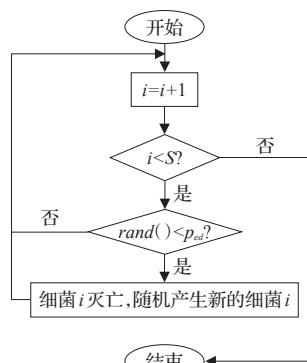 开始
i=i+1
i<S?
否
是
否
rand()<p_ed?
是
细菌i灭亡,随机产生新的细菌i
结束